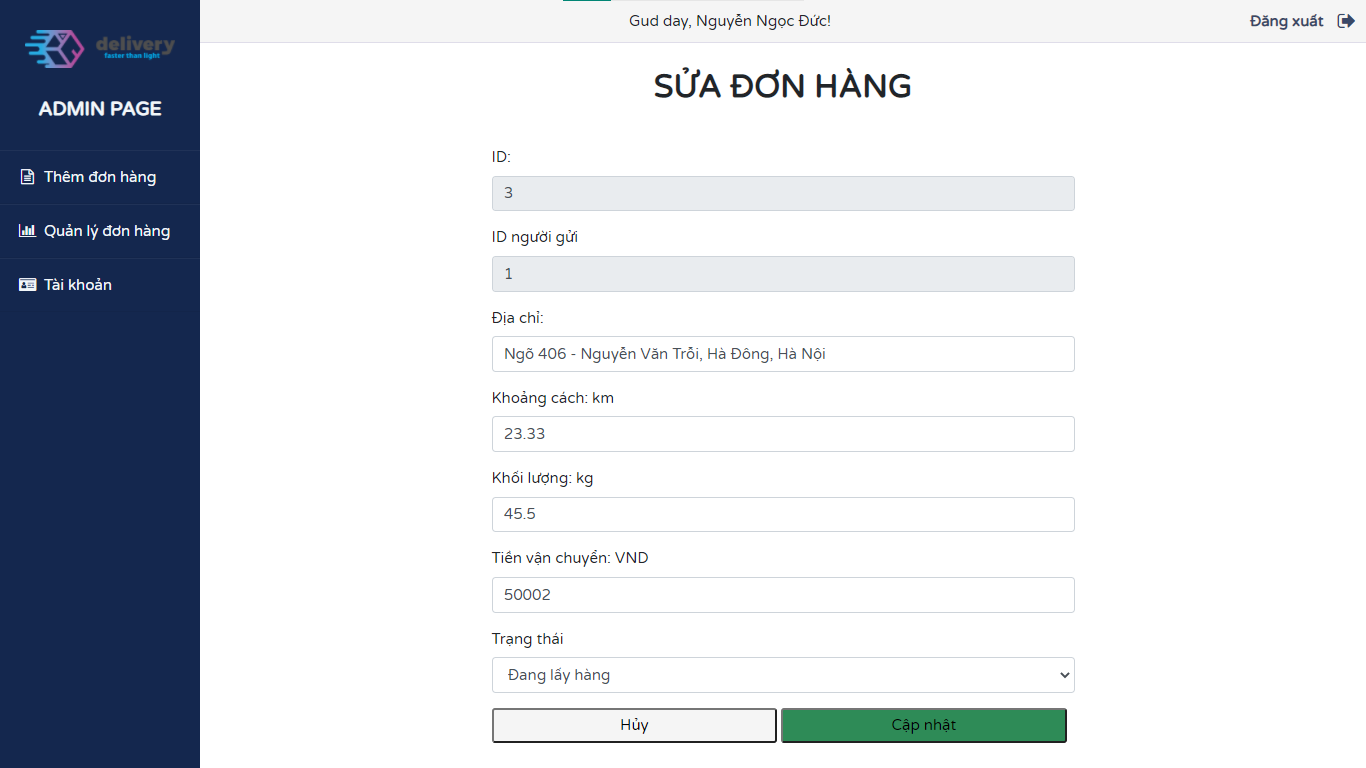 delivery
faster than light
ADMIN PAGE
Thêm đơn hàng
Quản lý đơn hàng
Tài khoản
Gud day, Nguyễn Ngọc Đức!
Đăng xuất
SỬA ĐƠN HÀNG
ID:
3
ID người gửi
1
Địa chỉ:
Ngõ 406 - Nguyễn Văn Trỗi, Hà Đông, Hà Nội
Khoảng cách: km
23.33
Khối lượng: kg
45.5
Tiền vận chuyển: VND
50002
Trạng thái
Đang lấy hàng
Hủy
Cập nhật